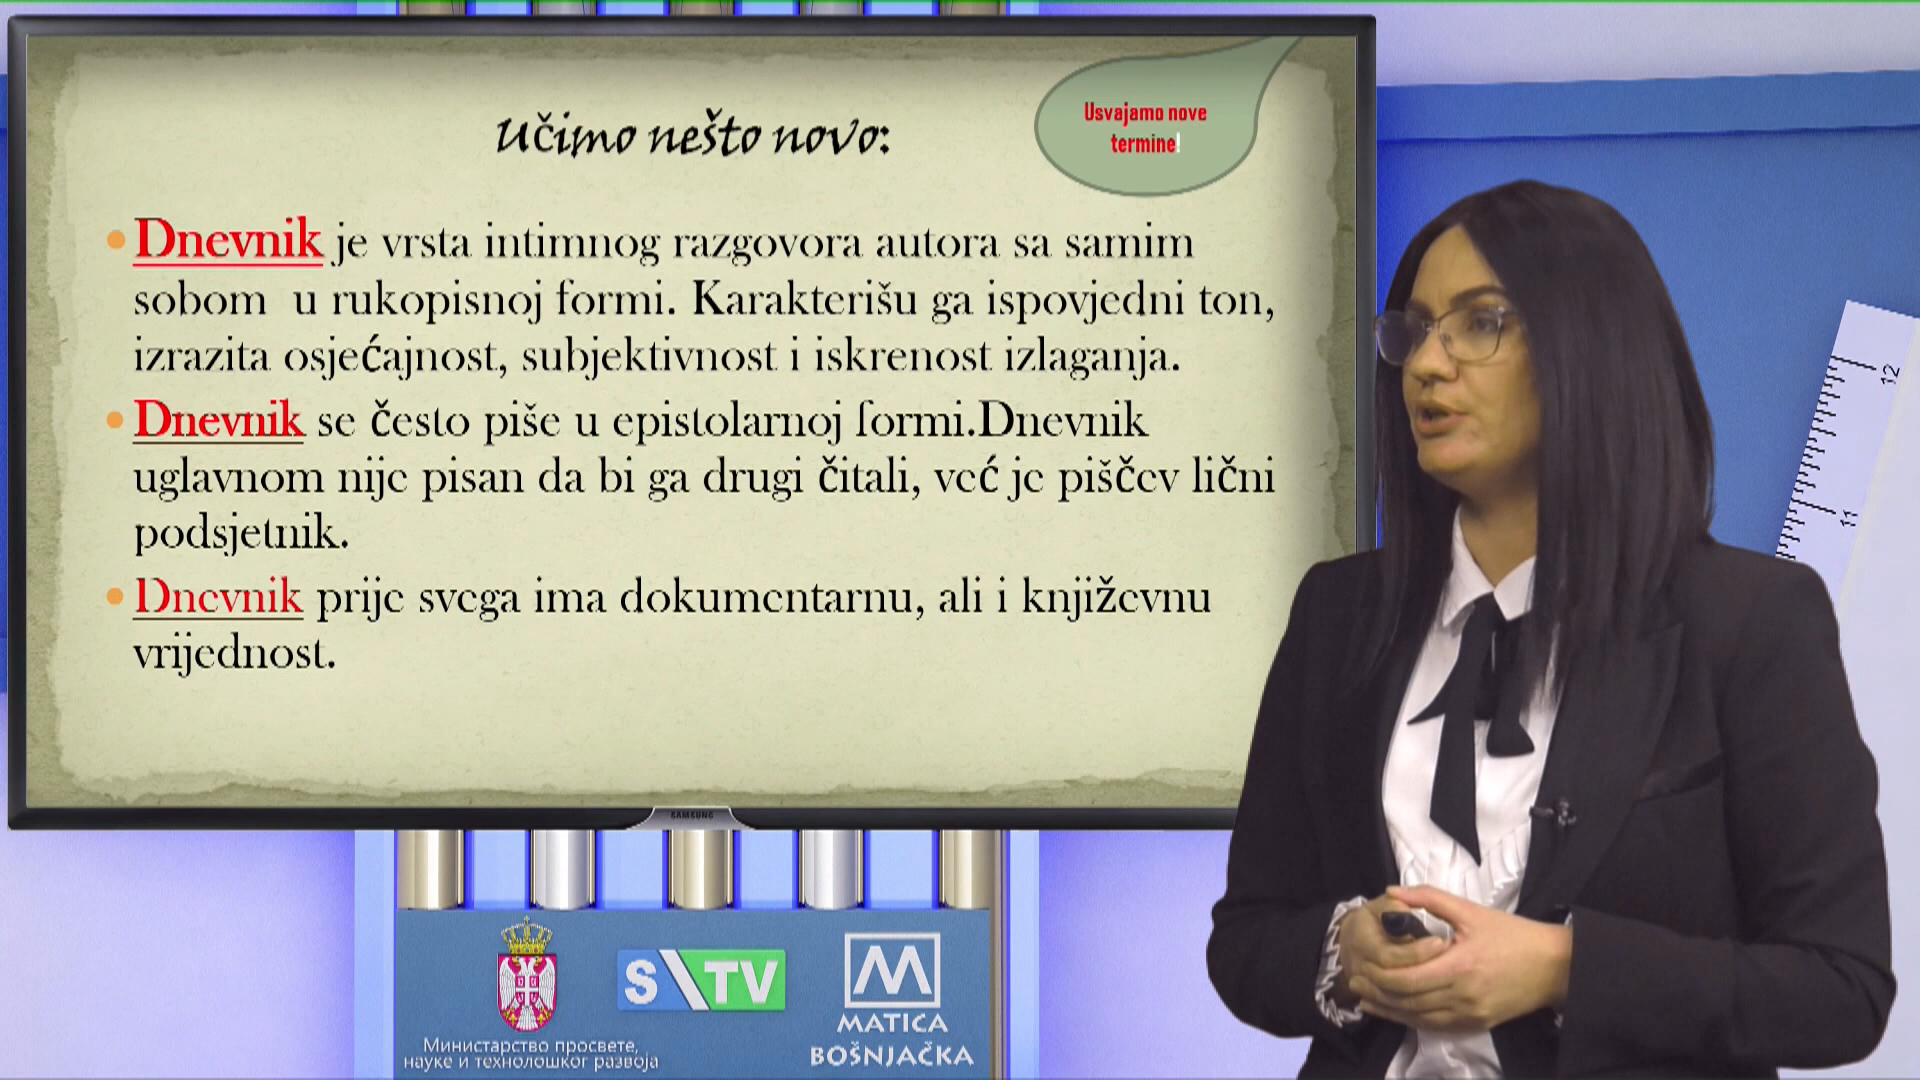 Učimo nešto novo:
Usvajamo nove
termine!
Dnevnik je vrsta intimnog razgovora autora sa samim
sobom u rukopisnoj formi. Karakterišu ga ispovjedni ton,
izrazita osjećajnost, subjektivnost i iskrenost izlaganja.
Dnevnik se često piše u epistolarnoj formi.Dnevnik
uglavnom nije pisan da bi ga drugi čitali, već je piščev lični
podsjetnik.
Dnevnik prije svega ima dokumentarnu, ali i književnu
vrijednost.
SAMSUNG
12
11
Министарство просвете,
науке и технолошког развоја
S TV
MATICA
BOŠNJAČKA